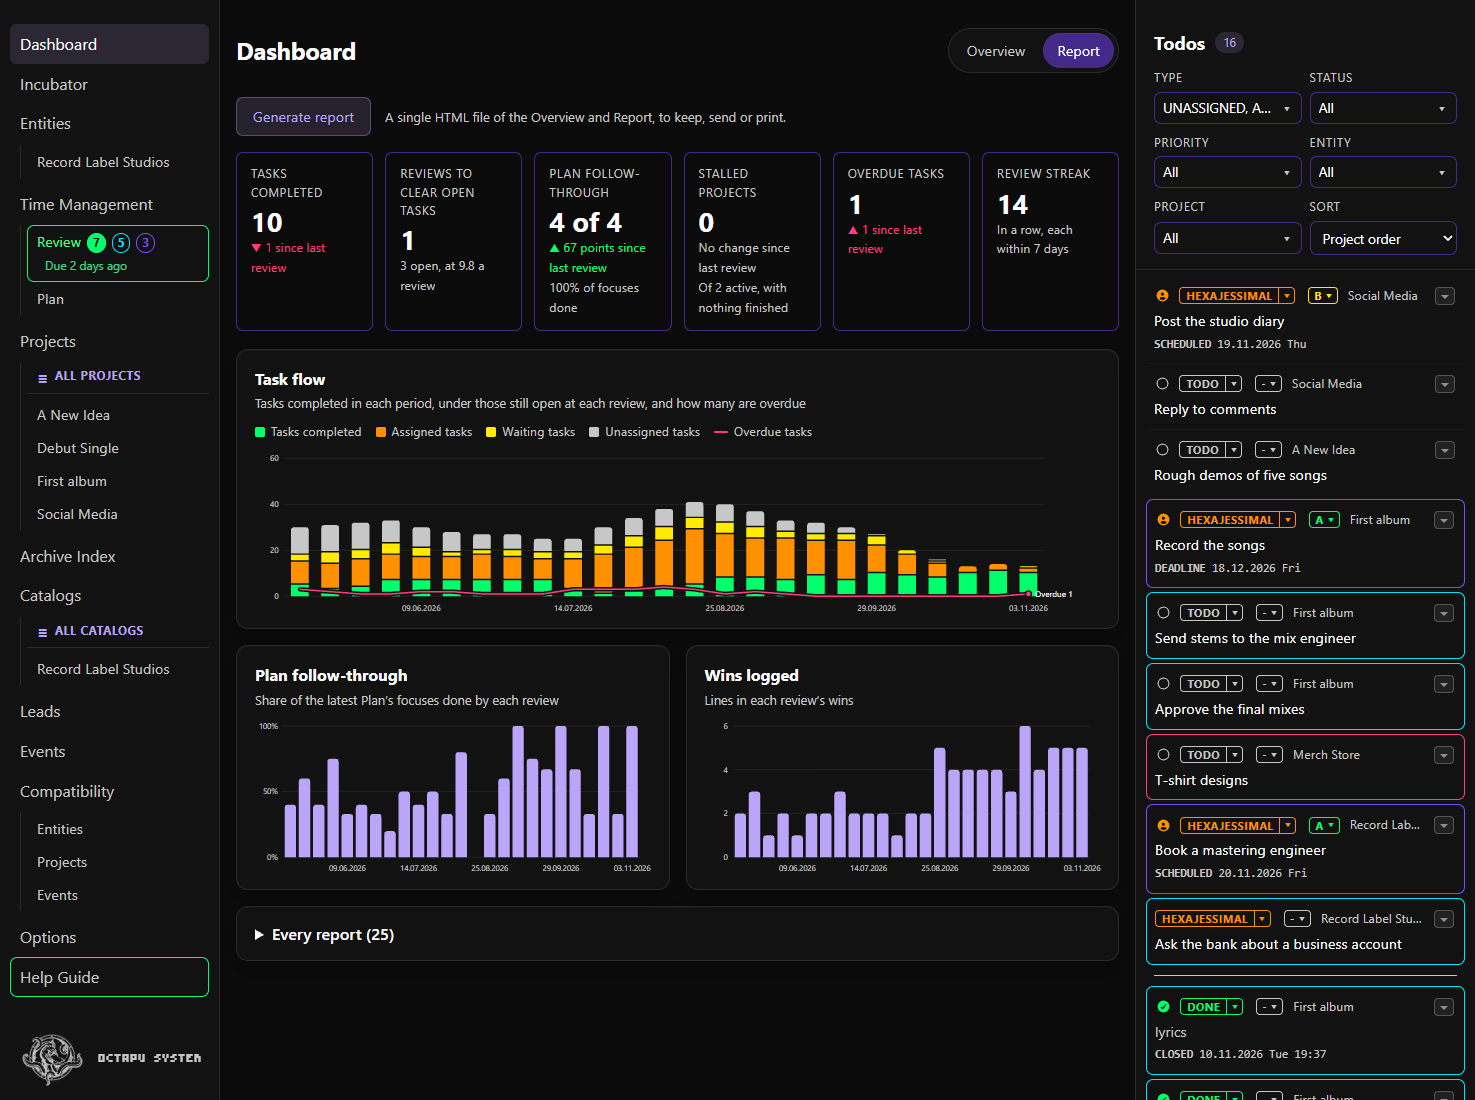 Dashboard
Incubator
Entities
Record Label Studios
Time Management
Review 7 5 3
Due 2 days ago
Plan
Projects
ALL PROJECTS
A New Idea
Debut Single
First album
Social Media
Archive Index
Catalogs
ALL CATALOGS
Record Label Studios
Leads
Events
Compatibility
Entities
Projects
Events
Options
Help Guide
OCTAPU SYSTEM
Dashboard
Overview Report
Generate report
A single HTML file of the Overview and Report, to keep, send or print.
TASKS
COMPLETED
10
▼ 1 since last
review
REVIEWS TO
CLEAR OPEN
TASKS
1
3 open, at 9.8 a
review
PLAN FOLLOW-
THROUGH
4 of 4
▲ 67 points since
last review
100% of focuses
done
STALLED
PROJECTS
0
No change since
last review
Of 2 active, with
nothing finished
OVERDUE TASKS
1
▲ 1 since last
review
REVIEW STREAK
14
In a row, each
within 7 days
Task flow
Tasks completed in each period, under those still open at each review, and how many are overdue
Tasks completed Assigned tasks Waiting tasks Unassigned tasks Overdue tasks
60
40
20
0
Overdue 1
09.06.2026 14.07.2026 25.08.2026 29.09.2026 03.11.2026
Plan follow-through
Share of the latest Plan's focuses done by each review
100%
50%
0%
09.06.2026 14.07.2026 25.08.2026 29.09.2026 03.11.2026
Wins logged
Lines in each review's wins
6
4
2
0
09.06.2026 14.07.2026 25.08.2026 29.09.2026 03.11.2026
▶ Every report (25)
Todos 16
TYPE STATUS
UNASSIGNED, A... All
PRIORITY ENTITY
All All
PROJECT SORT
All Project order
HEXAJESSIMAL B Social Media
Post the studio diary
SCHEDULED 19.11.2026 Thu
TODO - Social Media
Reply to comments
TODO - A New Idea
Rough demos of five songs
HEXAJESSIMAL A First album
Record the songs
DEADLINE 18.12.2026 Fri
TODO - First album
Send stems to the mix engineer
TODO - First album
Approve the final mixes
TODO - Merch Store
T-shirt designs
HEXAJESSIMAL A Record Lab...
Book a mastering engineer
SCHEDULED 20.11.2026 Fri
HEXAJESSIMAL - Record Label Stu...
Ask the bank about a business account
DONE - First album
lyrics
CLOSED 10.11.2026 Tue 19:37
DONE - First album